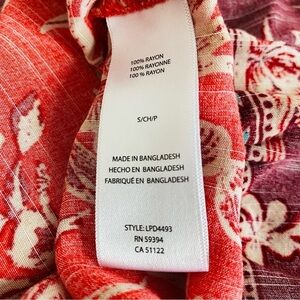 100% RAYON
100% RAYONNE
100 % RAYON
S/CH/P
MADE IN BANGLADESH
HECHO EN BANGLADESH
FABRIQUÉ EN BANGLADESH
STYLE: LPD4493
RN 59394
CA 51122